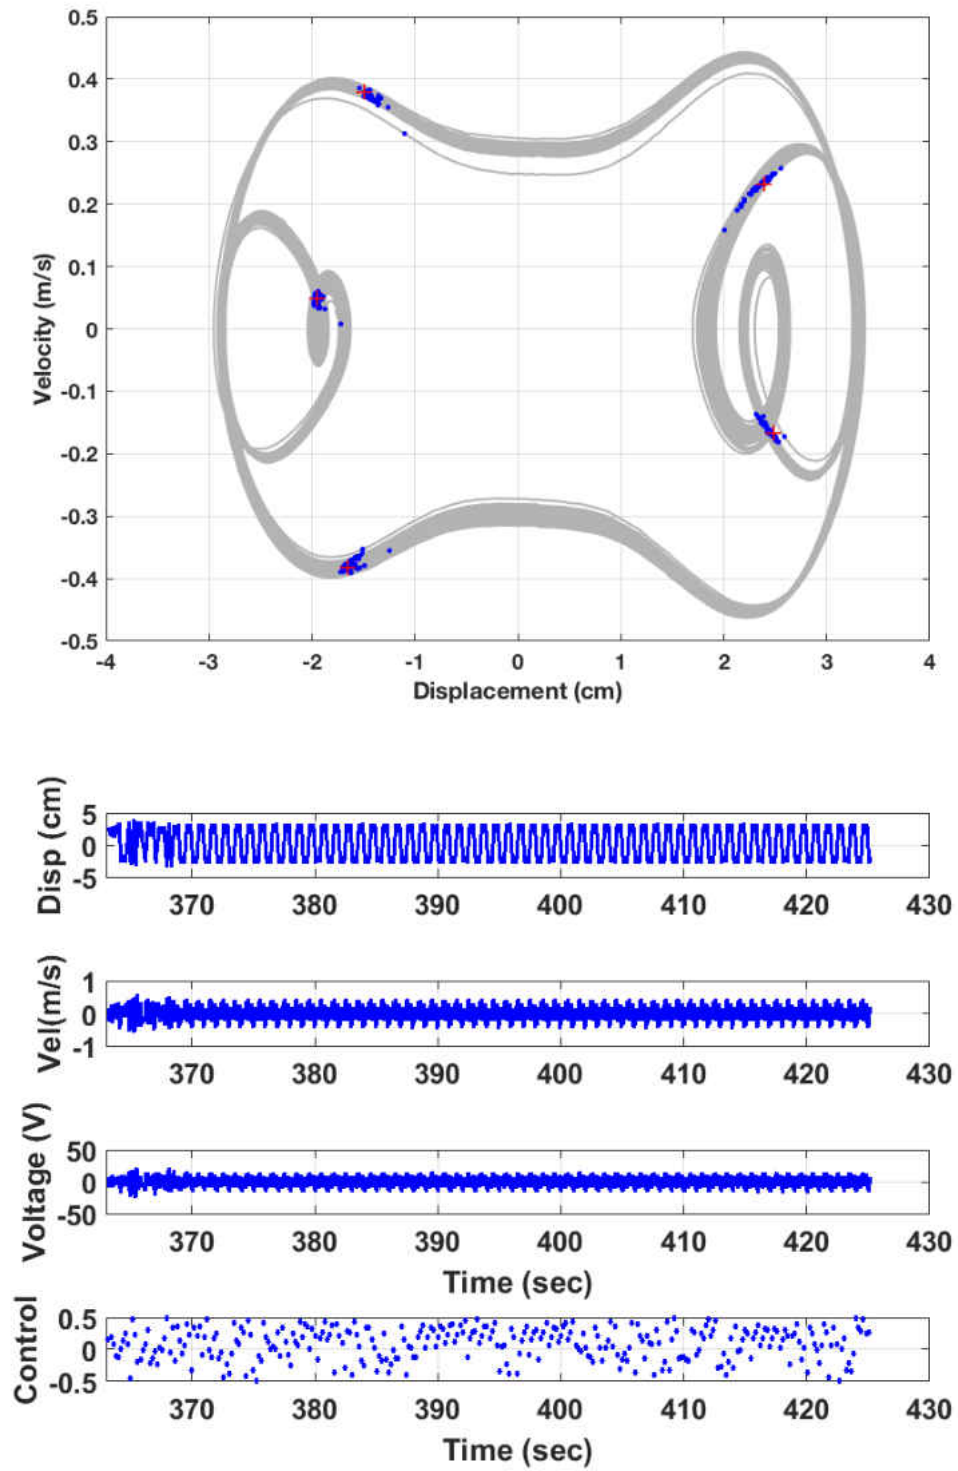 0.5
0.4
0.3
0.2
0.1
0
-0.1
-0.2
-0.3
-0.4
-0.5
Velocity (m/s)
-4 -3 -2 -1 0 1 2 3 4
Displacement (cm)
Disp (cm)
5
0
-5
370 380 390 400 410 420 430
Vel(m/s)
1
0
-1
370 380 390 400 410 420 430
Voltage (V)
50
0
-50
370 380 390 400 410 420 430
Time (sec)
Control
0.5
0
-0.5
370 380 390 400 410 420 430
Time (sec)